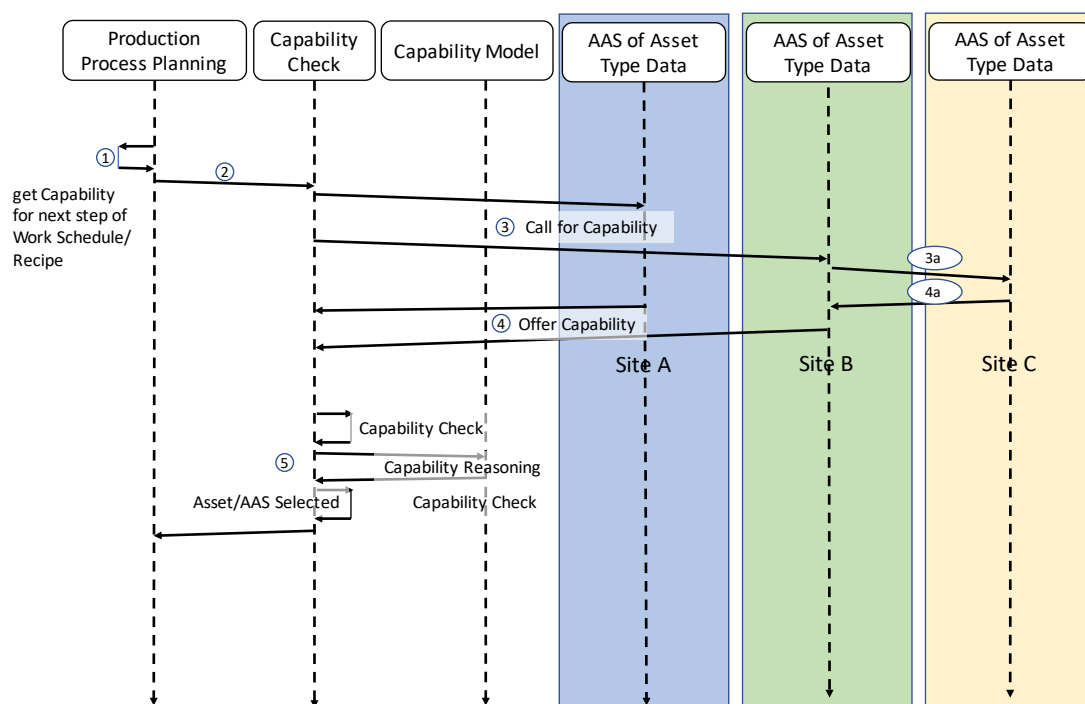 Production
Process Planning
Capability
Check
Capability Model
AAS of Asset
Type Data
AAS of Asset
Type Data
AAS of Asset
Type Data
1
2
get Capability
for next step of
Work Schedule/
Recipe
3 Call for Capability
3a
4a
4 Offer Capability
Site A
Site B
Site C
Capability Check
5
Capability Reasoning
Asset/AAS Selected
Capability Check